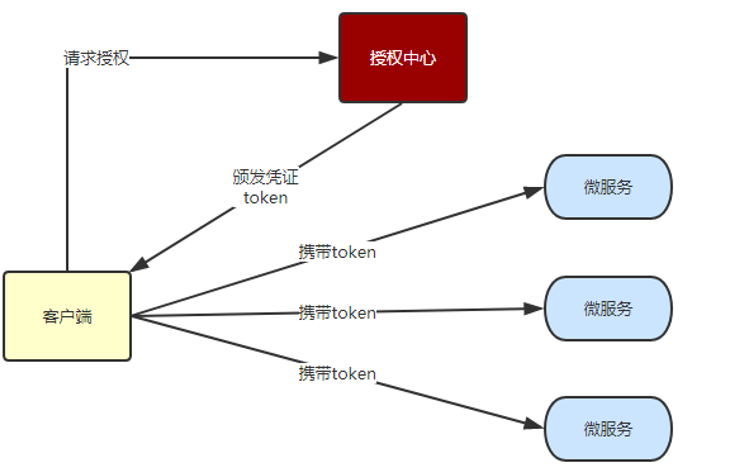 请求授权
授权中心
颁发凭证
token
微服务
携带token
客户端
携带token
微服务
携带token
微服务